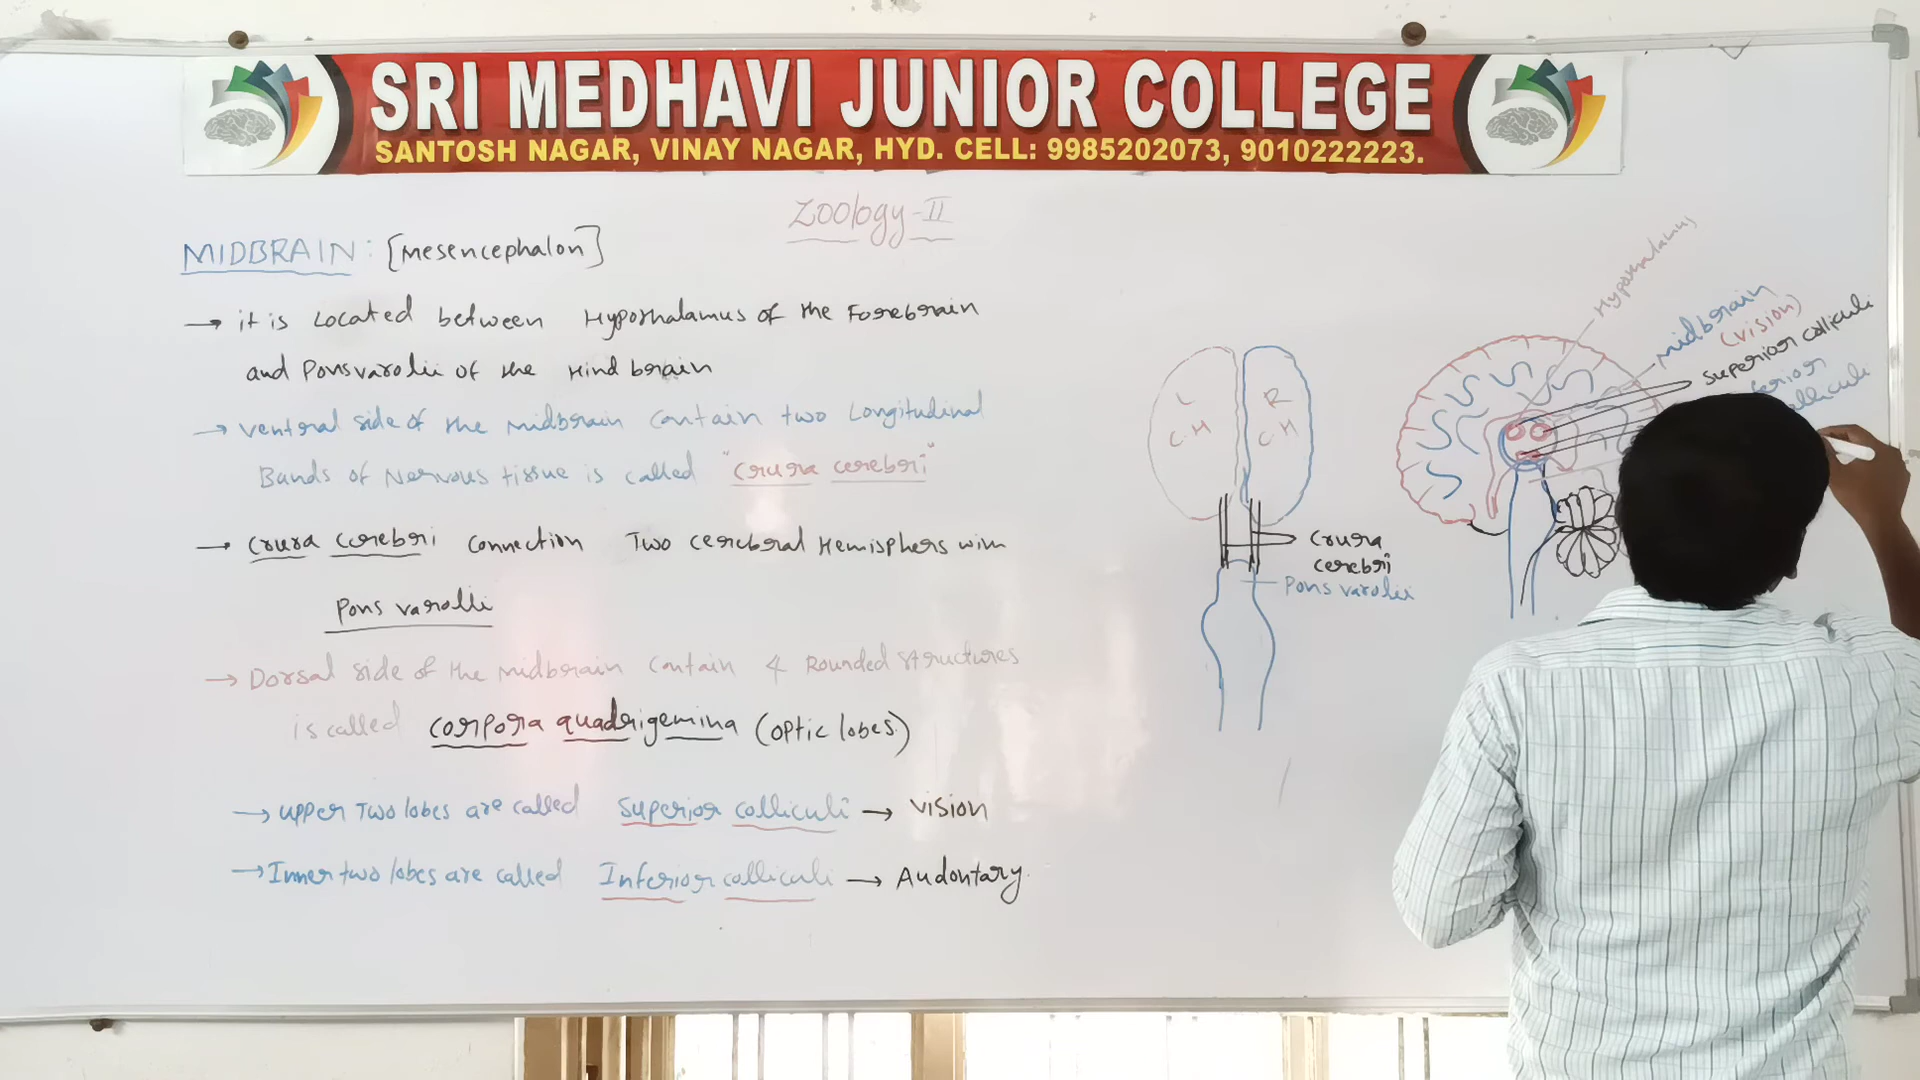 SRI MEDHAVI JUNIOR COLLEGE
SANTOSH NAGAR, VINAY NAGAR, HYD. CELL: 9985202073, 9010222223.
Zoology-II
MIDBRAIN: [Mesencephalon]
→ it is Located between Hypothalamus of the Forebrain
and Ponsvarolii of the Hind brain
→ ventral side of the midbrain contain two Longitudinal
Bands of Nervous tissue is called "Crura cerebri"
→ Crura cerebri connection Two cerebral Hemisphers with
Pons varolli
→ Dorsal side of the midbrain contain 4 Rounded structures
is called corpora quadrigemina (optic lobes.)
→ upper Two lobes are called superior colliculi → vision
→ Inner two lobes are called Inferior colliculi → Audontary
L
C.H
R
C.H
Crura
cerebri
Pons varolii
Hypothalamus
midbrain
(vision)
superior colliculi